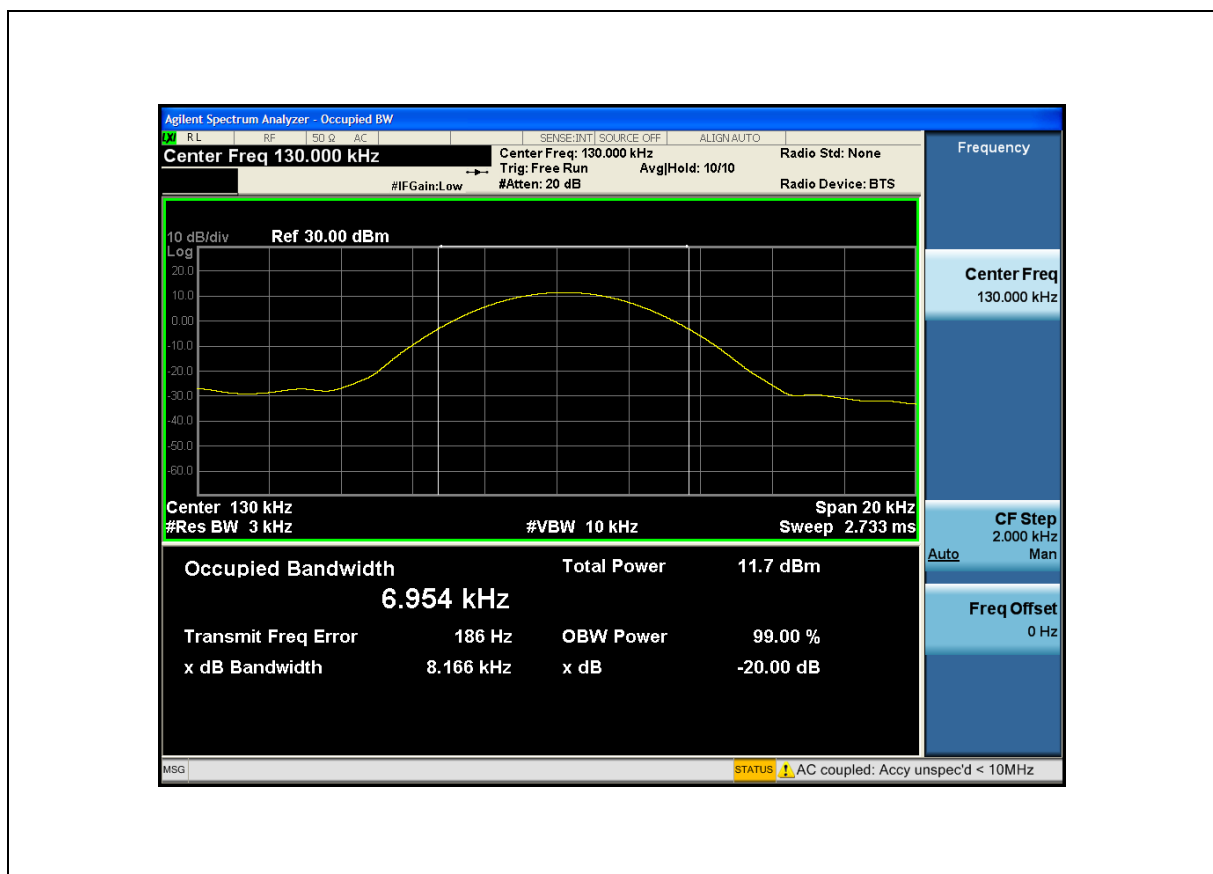 Agilent Spectrum Analyzer - Occupied BW
LXI RL RF 50 Ω AC SENSE:INT SOURCE OFF ALIGN AUTO
Center Freq 130.000 kHz
Center Freq: 130.000 kHz Radio Std: None
Trig: Free Run Avg|Hold: 10/10
#IFGain:Low #Atten: 20 dB Radio Device: BTS
10 dB/div Ref 30.00 dBm
Log
20.0
10.0
0.00
-10.0
-20.0
-30.0
-40.0
-50.0
-60.0
Center 130 kHz Span 20 kHz
#Res BW 3 kHz #VBW 10 kHz Sweep 2.733 ms
Occupied Bandwidth Total Power 11.7 dBm
6.954 kHz
Transmit Freq Error 186 Hz OBW Power 99.00 %
x dB Bandwidth 8.166 kHz x dB -20.00 dB
Frequency
Center Freq
130.000 kHz
CF Step
2.000 kHz
Auto Man
Freq Offset
0 Hz
MSG STATUS AC coupled: Accy unspec'd < 10MHz